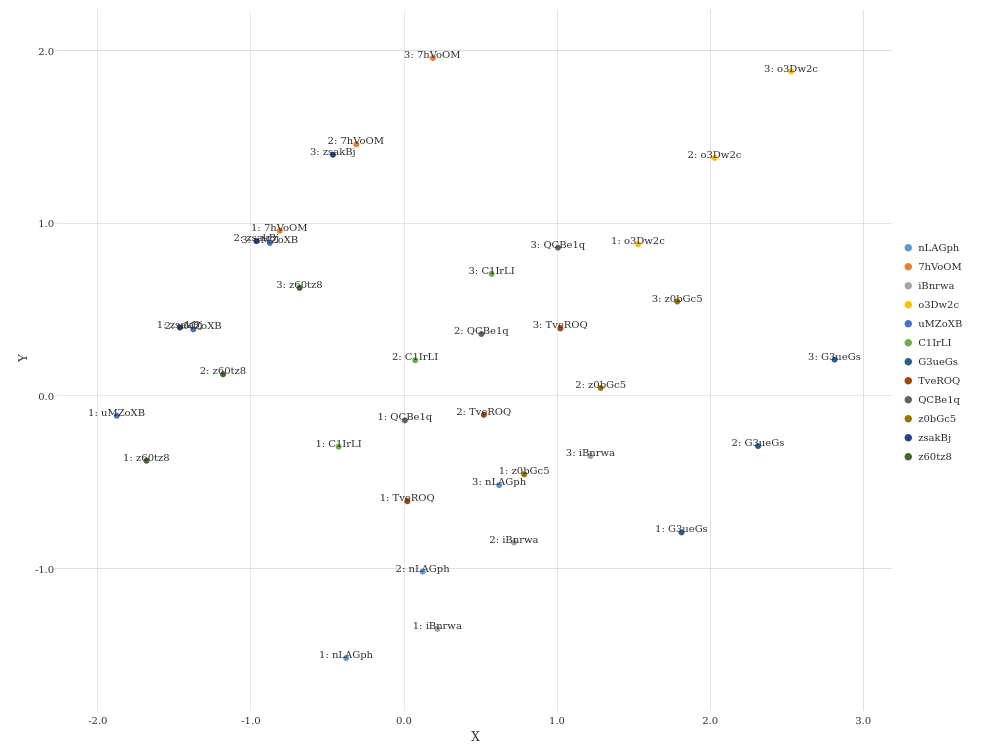 2.0
3: 7hVoOM
3: o3Dw2c
2: 7hVoOM
3: zsakBj
2: o3Dw2c
1.0
1: 7hVoOM
2: zsakBj
3: uMZoXB
3: QCBe1q
1: o3Dw2c
nLAGph
7hVoOM
3: C1IrLI
3: z60tz8
iBnrwa
3: z0bGc5
o3Dw2c
1: zsakBj
2: uMZoXB
3: TveROQ
uMZoXB
2: QCBe1q
C1IrLI
Y
2: C1IrLI
3: G3ueGs
G3ueGs
2: z60tz8
TveROQ
2: z0bGc5
0.0
QCBe1q
1: uMZoXB
1: QCBe1q
2: TveROQ
z0bGc5
zsakBj
1: C1IrLI
2: G3ueGs
3: iBnrwa
z60tz8
1: z60tz8
1: z0bGc5
3: nLAGph
1: TveROQ
1: G3ueGs
2: iBnrwa
-1.0
2: nLAGph
1: iBnrwa
1: nLAGph
-2.0
-1.0
0.0
1.0
2.0
3.0
X